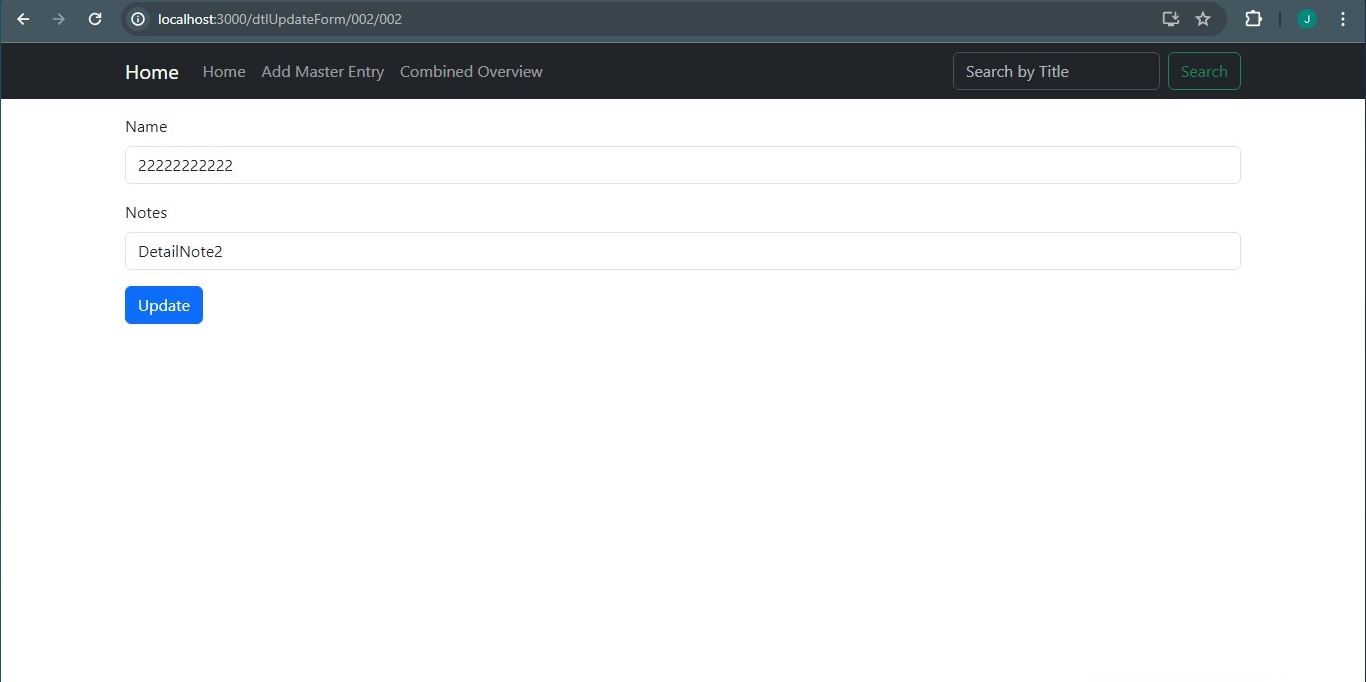 localhost:3000/dtlUpdateForm/002/002
J
Home Home Add Master Entry Combined Overview Search by Title Search
Name
22222222222
Notes
DetailNote2
Update